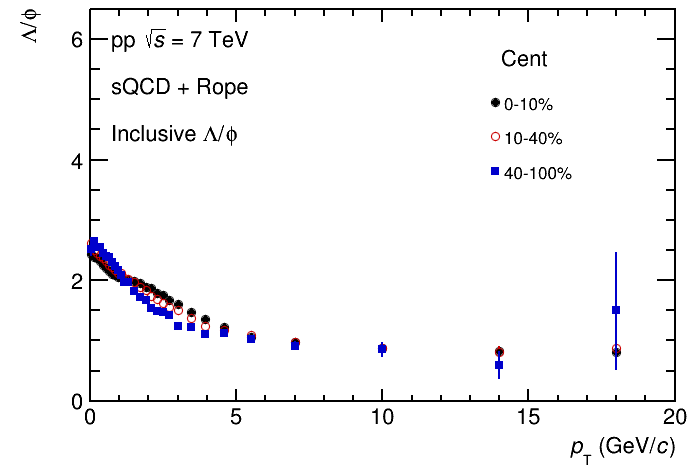 Λ/ϕ
pp √s = 7 TeV
sQCD + Rope
Inclusive Λ/ϕ
Cent
0-10%
10-40%
40-100%
6
4
2
0
0 5 10 15 20
p_T (GeV/c)